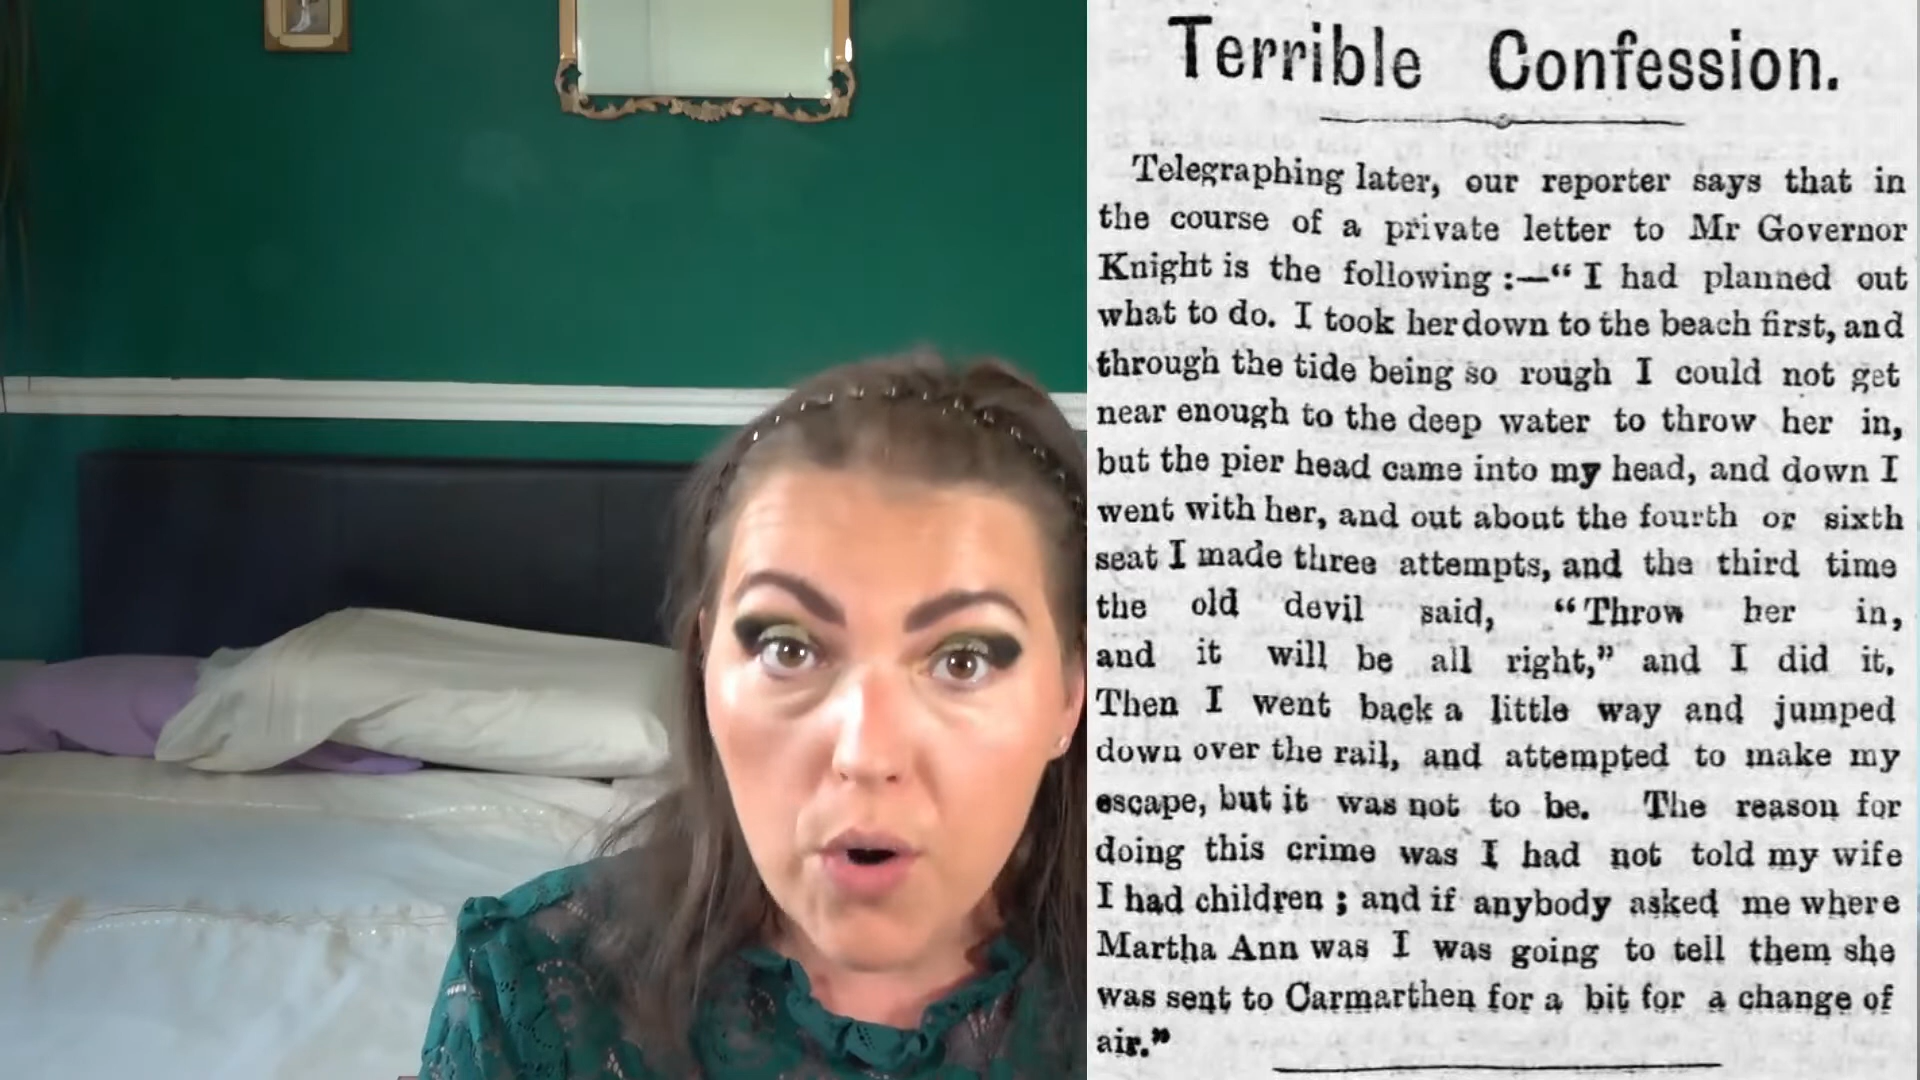 Terrible Confession.
Telegraphing later, our reporter says that in
the course of a private letter to Mr Governor
Knight is the following :—“ I had planned out
what to do. I took her down to the beach first, and
through the tide being so rough I could not get
near enough to the deep water to throw her in,
but the pier head came into my head, and down I
went with her, and out about the fourth or sixth
seat I made three attempts, and the third time
the old devil said, “Throw her in,
and it will be all right,” and I did it.
Then I went back a little way and jumped
down over the rail, and attempted to make my
escape, but it was not to be. The reason for
doing this crime was I had not told my wife
I had children ; and if anybody asked me where
Martha Ann was I was going to tell them she
was sent to Carmarthen for a bit for a change of
air.”